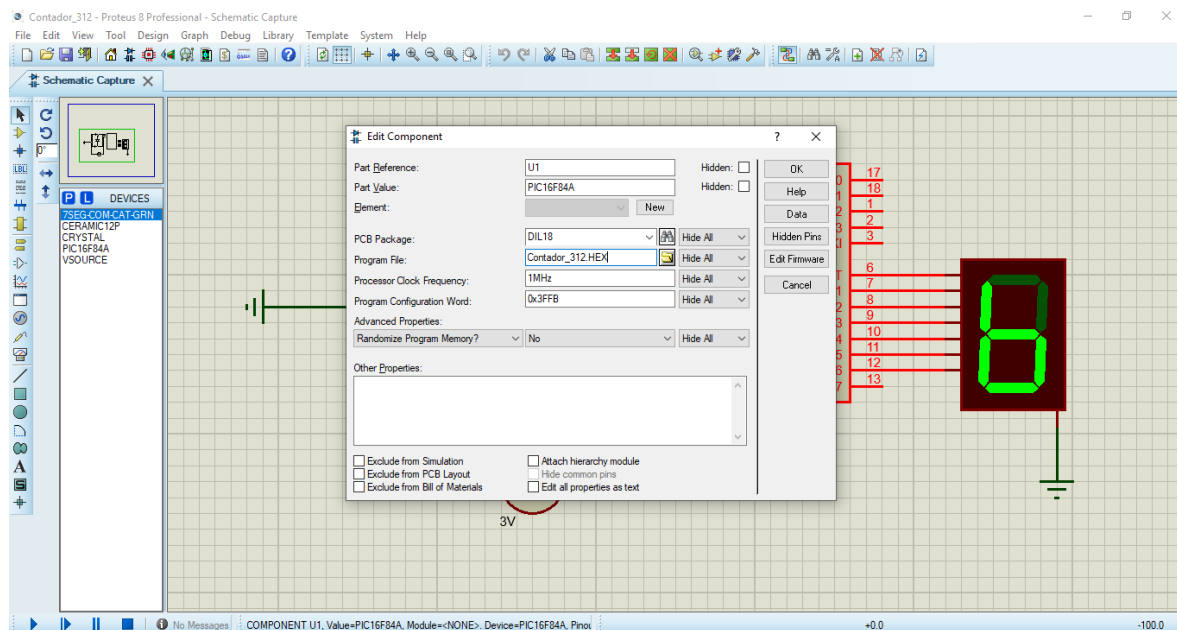 Contador_312 - Proteus 8 Professional - Schematic Capture
File Edit View Tool Design Graph Debug Library Template System Help
Schematic Capture
0°
LBL
P L DEVICES
7SEG-COM-CAT-GRN
CERAMIC12P
CRYSTAL
PIC16F84A
VSOURCE
A
S
Edit Component ?
Part Reference: U1 Hidden:
Part Value: PIC16F84A Hidden:
Element: New
PCB Package: DIL18 Hide All
Program File: Contador_312.HEX Hide All
Processor Clock Frequency: 1MHz Hide All
Program Configuration Word: 0x3FFB Hide All
Advanced Properties:
Randomize Program Memory? No Hide All
Other Properties:
Exclude from Simulation Attach hierarchy module
Exclude from PCB Layout Hide common pins
Exclude from Bill of Materials Edit all properties as text
OK
Help
Data
Hidden Pins
Edit Firmware
Cancel
17
18
1
2
3
6
7
8
9
10
11
12
13
3V
No Messages COMPONENT U1, Value=PIC16F84A, Module=<NONE>. Device=PIC16F84A, Pinou +0.0 -100.0